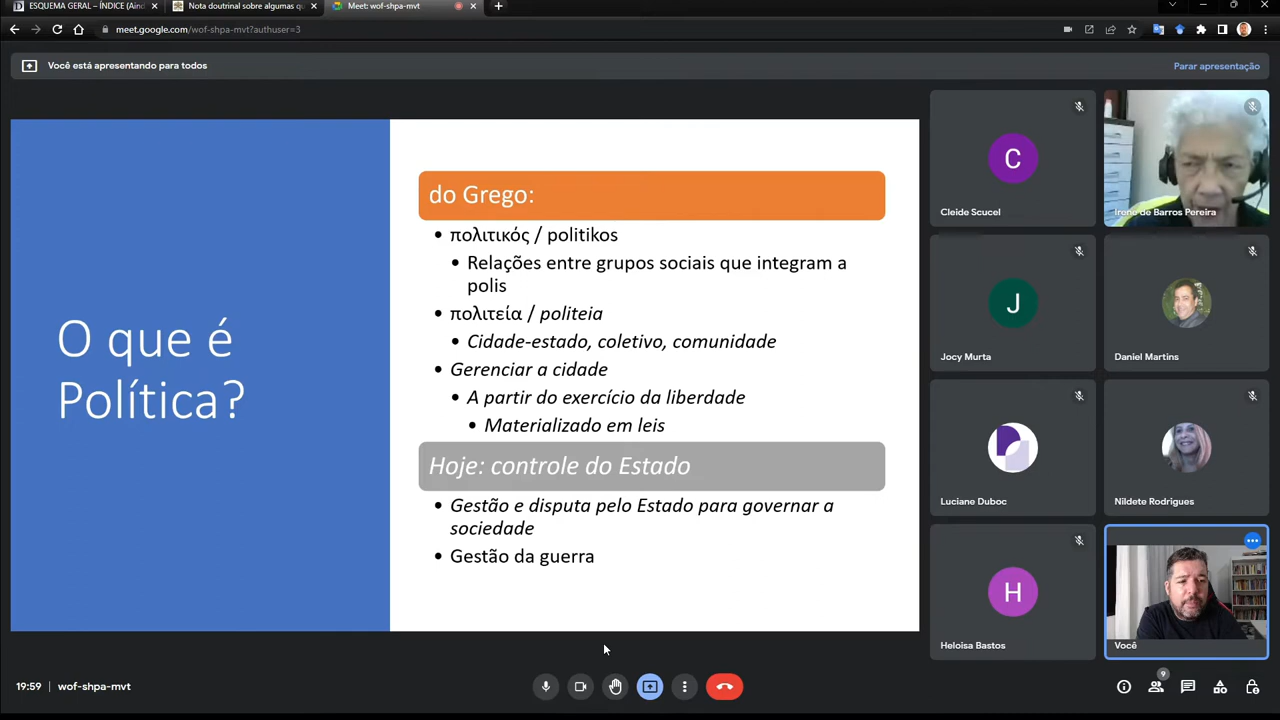 ESQUEMA GERAL – ÍNDICE (Aind
Nota doutrinal sobre algumas qu
Meet: wof-shpa-mvt
meet.google.com/wof-shpa-mvt?authuser=3
Você está apresentando para todos
Parar apresentação
O que é
Política?
do Grego:
• πολιτικός / politikos
• Relações entre grupos sociais que integram a
polis
• πολιτεία / politeia
• Cidade-estado, coletivo, comunidade
• Gerenciar a cidade
• A partir do exercício da liberdade
• Materializado em leis
Hoje: controle do Estado
• Gestão e disputa pelo Estado para governar a
sociedade
• Gestão da guerra
C
Cleide Scucel
Irene de Barros Pereira
J
Jocy Murta
Daniel Martins
Luciane Duboc
Nildete Rodrigues
H
Heloisa Bastos
Você
19:59 | wof-shpa-mvt
9